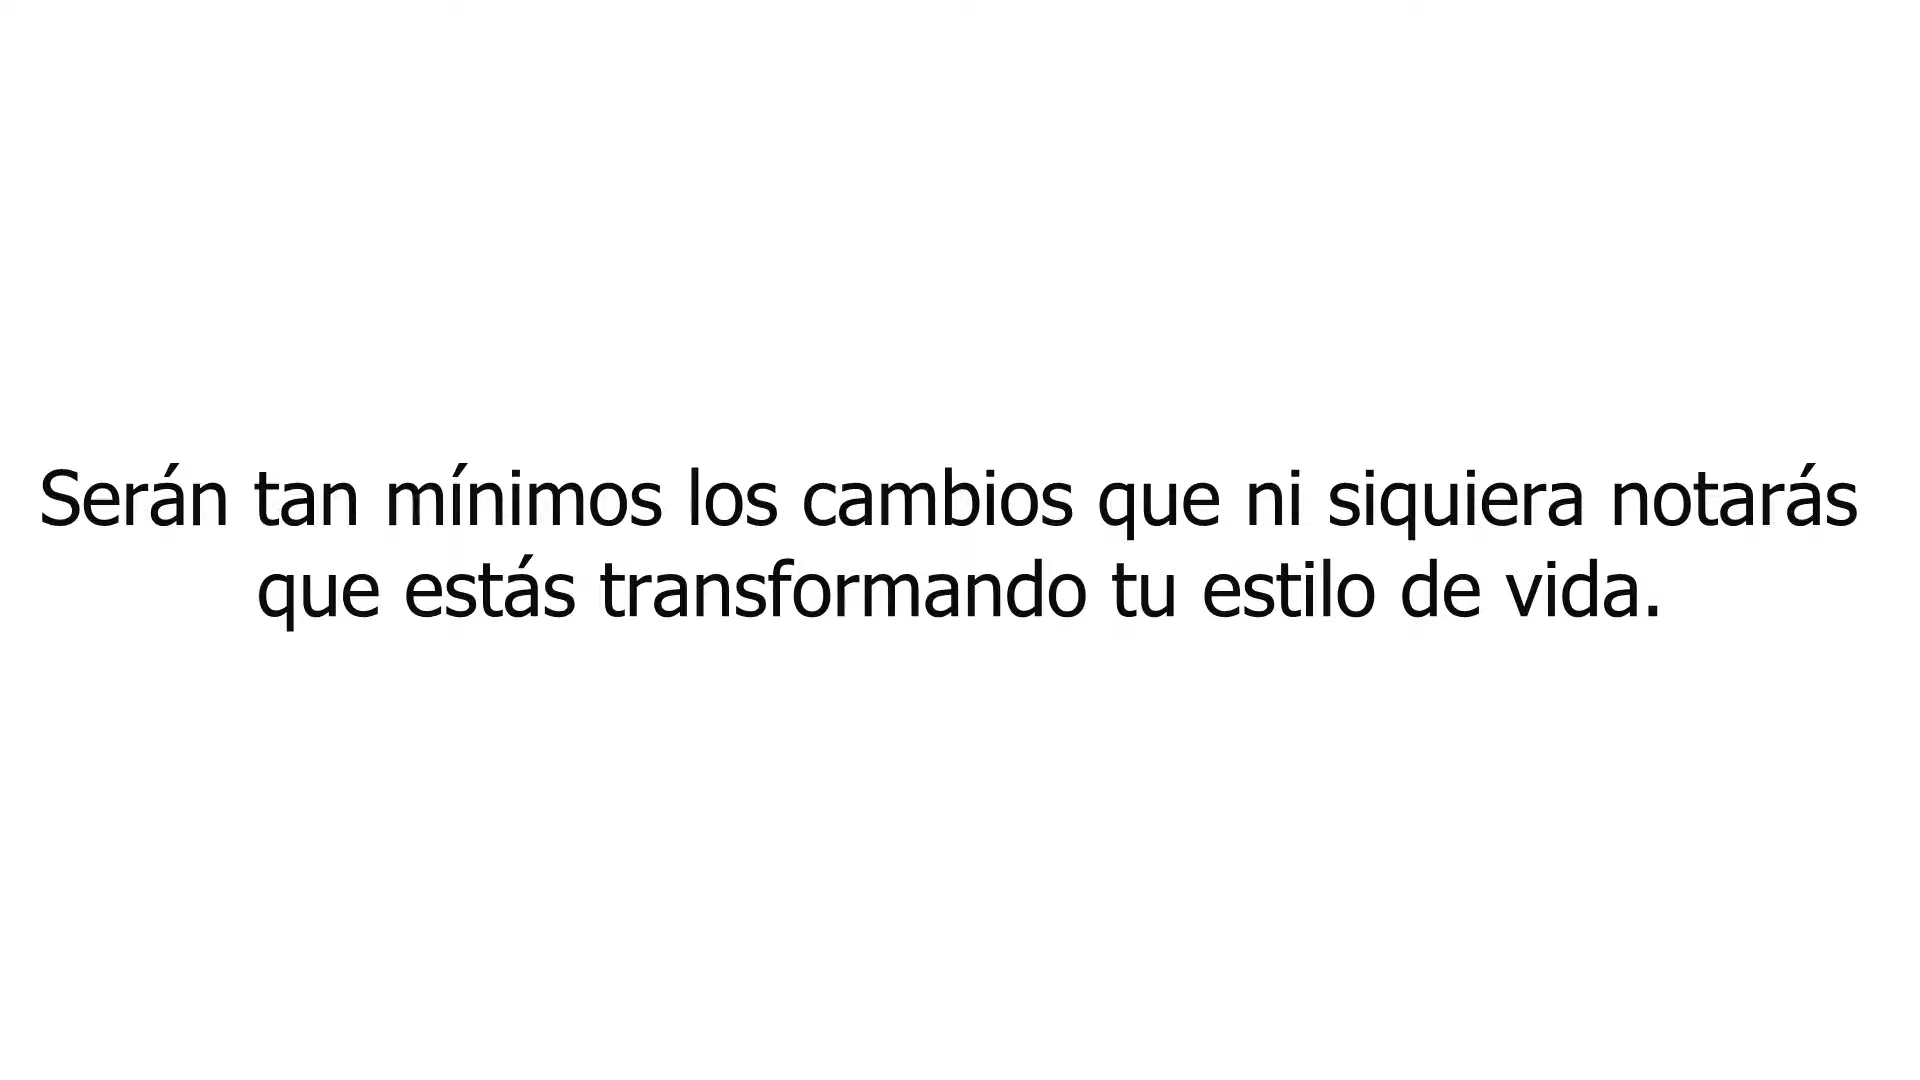 Serán tan mínimos los cambios que ni siquiera notarás
que estás transformando tu estilo de vida.